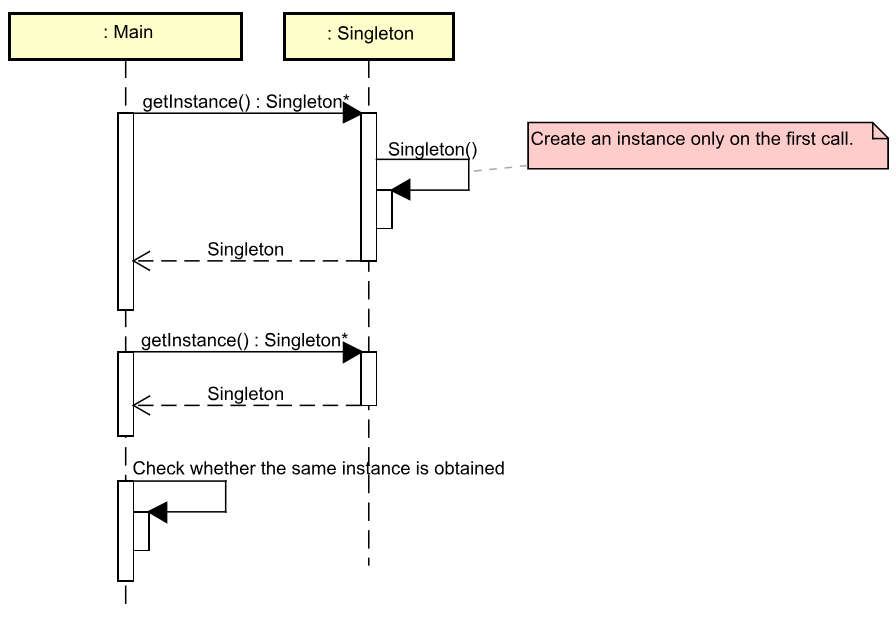 : Main
: Singleton
getInstance() : Singleton*
Create an instance only on the first call.
Singleton()
Singleton
getInstance() : Singleton*
Singleton
Check whether the same instance is obtained